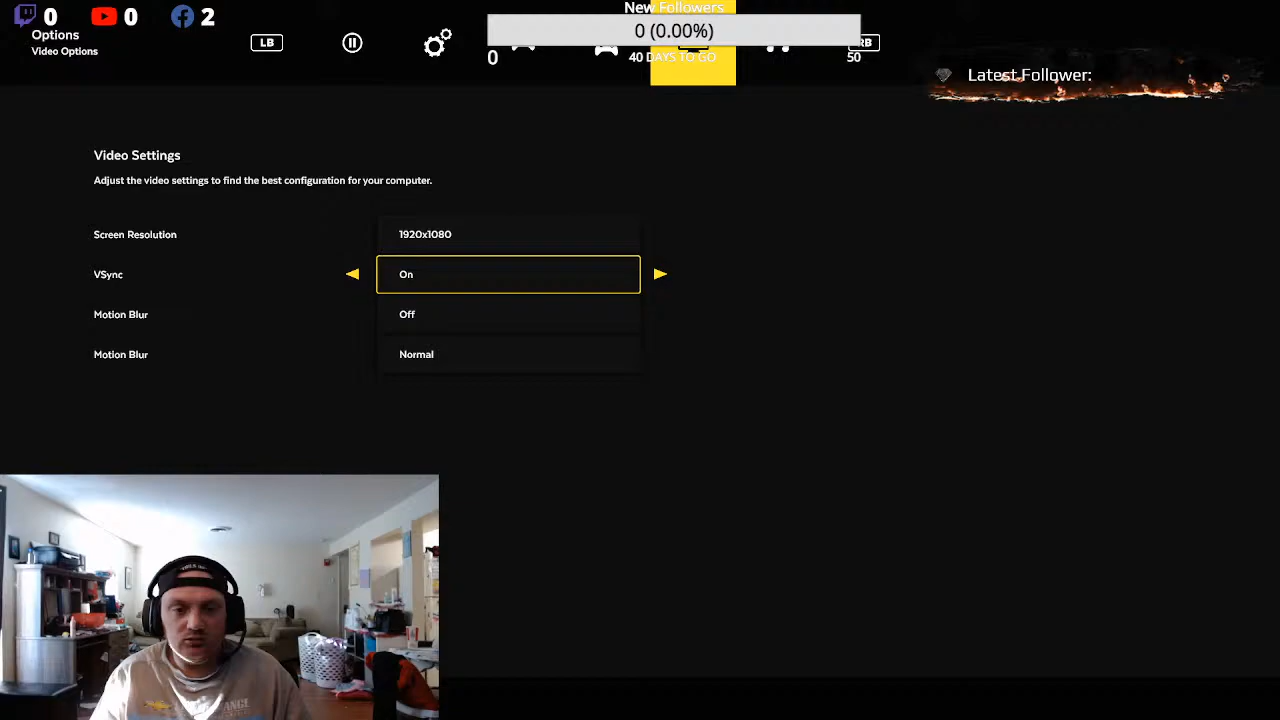 0 0 2
Options
Video Options
LB
New Followers
0 (0.00%)
0 40 DAYS TO GO 50
RB
Latest Follower:
Video Settings
Adjust the video settings to find the best configuration for your computer.
Screen Resolution 1920x1080
VSync On
Motion Blur Off
Motion Blur Normal